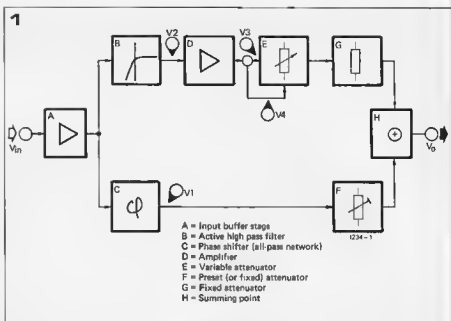 1
V2
V3
B
D
E
G
V4
A
H
Vin
Vo
C
V1
F
φ
A = Input buffer stage
B = Active high pass filter
C = Phase shifter (all-pass network)
D = Amplifier
E = Variable attenuator
F = Preset (or fixed) attenuator
G = Fixed attenuator
H = Summing point
1234 - 1